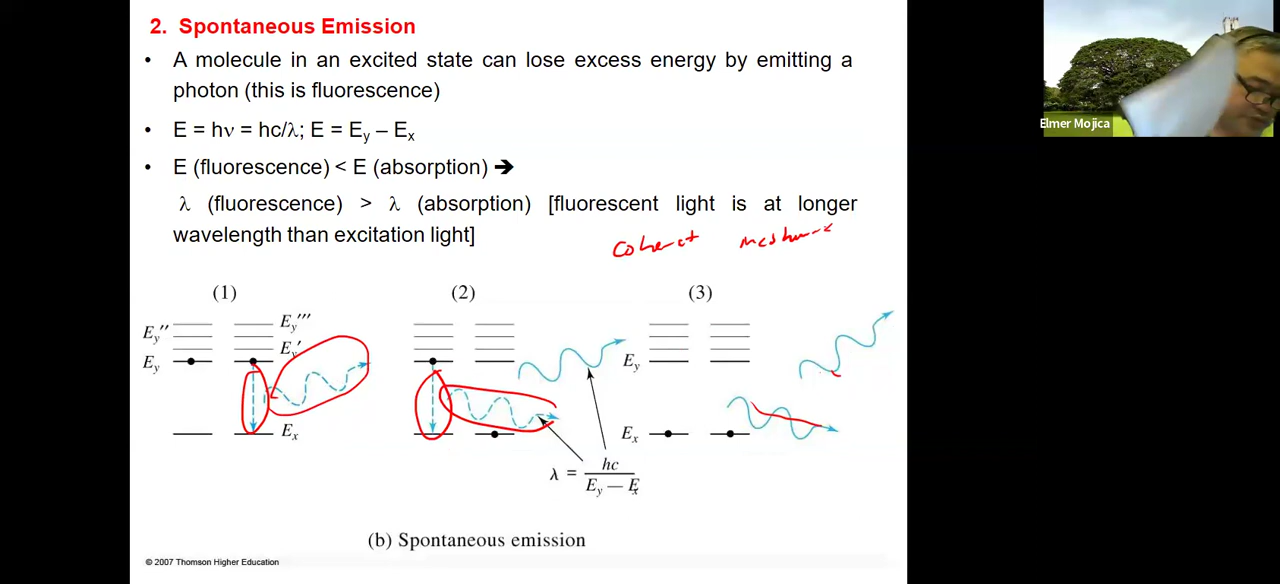 2. Spontaneous Emission
• A molecule in an excited state can lose excess energy by emitting a
photon (this is fluorescence)
Elmer Mojica
• E = hν = hc/λ; E = Ey – Ex
• E (fluorescence) < E (absorption) ➔
λ (fluorescence) > λ (absorption) [fluorescent light is at longer
wavelength than excitation light]
(1) (2) (3)
Ey'' Ey'''
Ey' 
Ey Ey
Ex Ex
λ = hc
Ey — Ex
(b) Spontaneous emission
© 2007 Thomson Higher Education